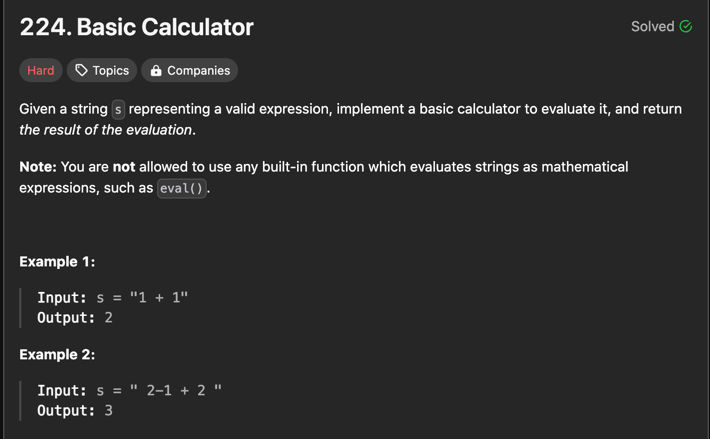 224. Basic Calculator
Solved
Hard Topics Companies
Given a string s representing a valid expression, implement a basic calculator to evaluate it, and return
the result of the evaluation.
Note: You are not allowed to use any built-in function which evaluates strings as mathematical
expressions, such as eval().
Example 1:
Input: s = "1 + 1"
Output: 2
Example 2:
Input: s = " 2-1 + 2 "
Output: 3